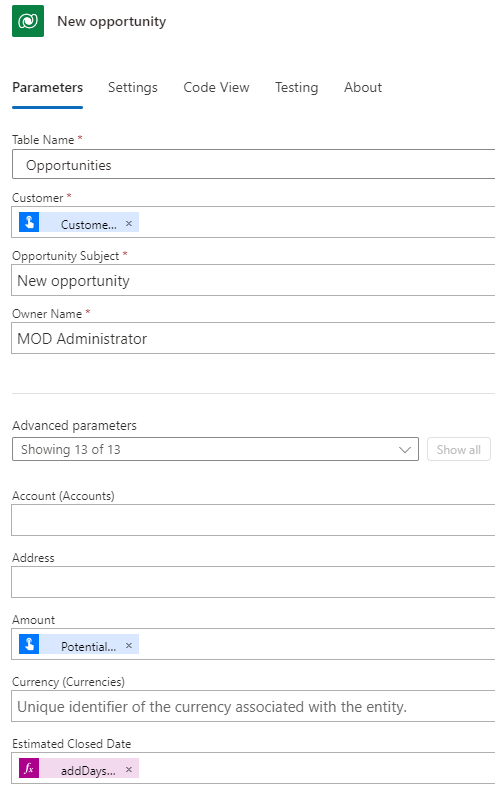 New opportunity
Parameters Settings Code View Testing About
Table Name *
Opportunities
Customer *
Custome... ×
Opportunity Subject *
New opportunity
Owner Name *
MOD Administrator
Advanced parameters
Showing 13 of 13 Show all
Account (Accounts)
Address
Amount
Potential... ×
Currency (Currencies)
Unique identifier of the currency associated with the entity.
Estimated Closed Date
fx addDays... ×